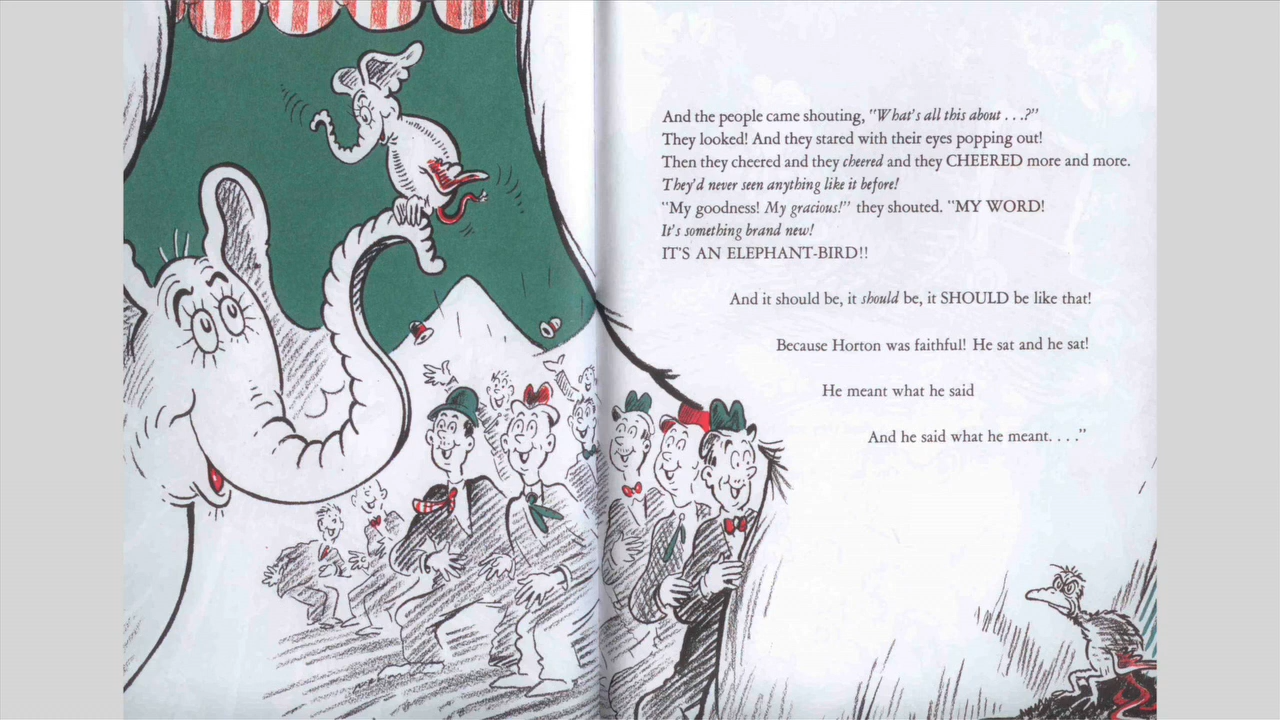 And the people came shouting, "What's all this about . . .?"
They looked! And they stared with their eyes popping out!
Then they cheered and they cheered and they CHEERED more and more.
They'd never seen anything like it before!
"My goodness! My gracious!" they shouted. "MY WORD!
It's something brand new!
IT'S AN ELEPHANT-BIRD!!
And it should be, it should be, it SHOULD be like that!
Because Horton was faithful! He sat and he sat!
He meant what he said
And he said what he meant. . . ."